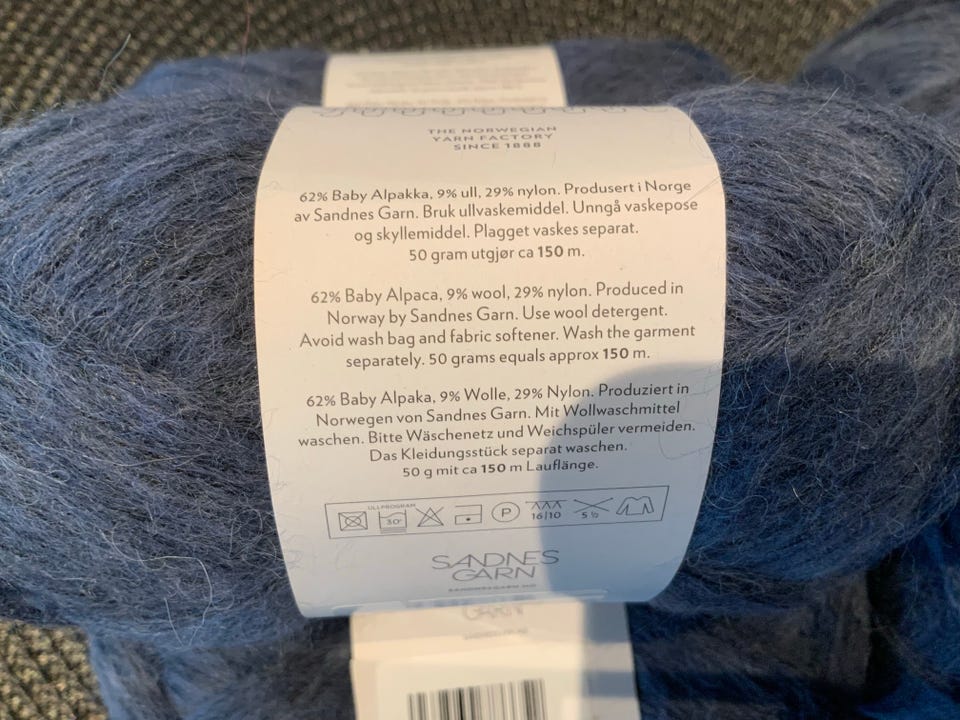 THE NORWEGIAN
YARN FACTORY
SINCE 1888
62% Baby Alpakka, 9% ull, 29% nylon. Produsert i Norge
av Sandnes Garn. Bruk ullvaskemiddel. Unngå vaskepose
og skyllemiddel. Plagget vaskes separat.
50 gram utgjør ca 150 m.
62% Baby Alpaca, 9% wool, 29% nylon. Produced in
Norway by Sandnes Garn. Use wool detergent.
Avoid wash bag and fabric softener. Wash the garment
separately. 50 grams equals approx 150 m.
62% Baby Alpaka, 9% Wolle, 29% Nylon. Produziert in
Norwegen von Sandnes Garn. Mit Wollwaschmittel
waschen. Bitte Wäschenetz und Weichspüler vermeiden.
Das Kleidungsstück separat waschen.
50 g mit ca 150 m Lauflänge.
ULLPROGRAM
30° P 16/10 5 ½
SANDNES
GARN
SANDNESGARN.NO
GARN